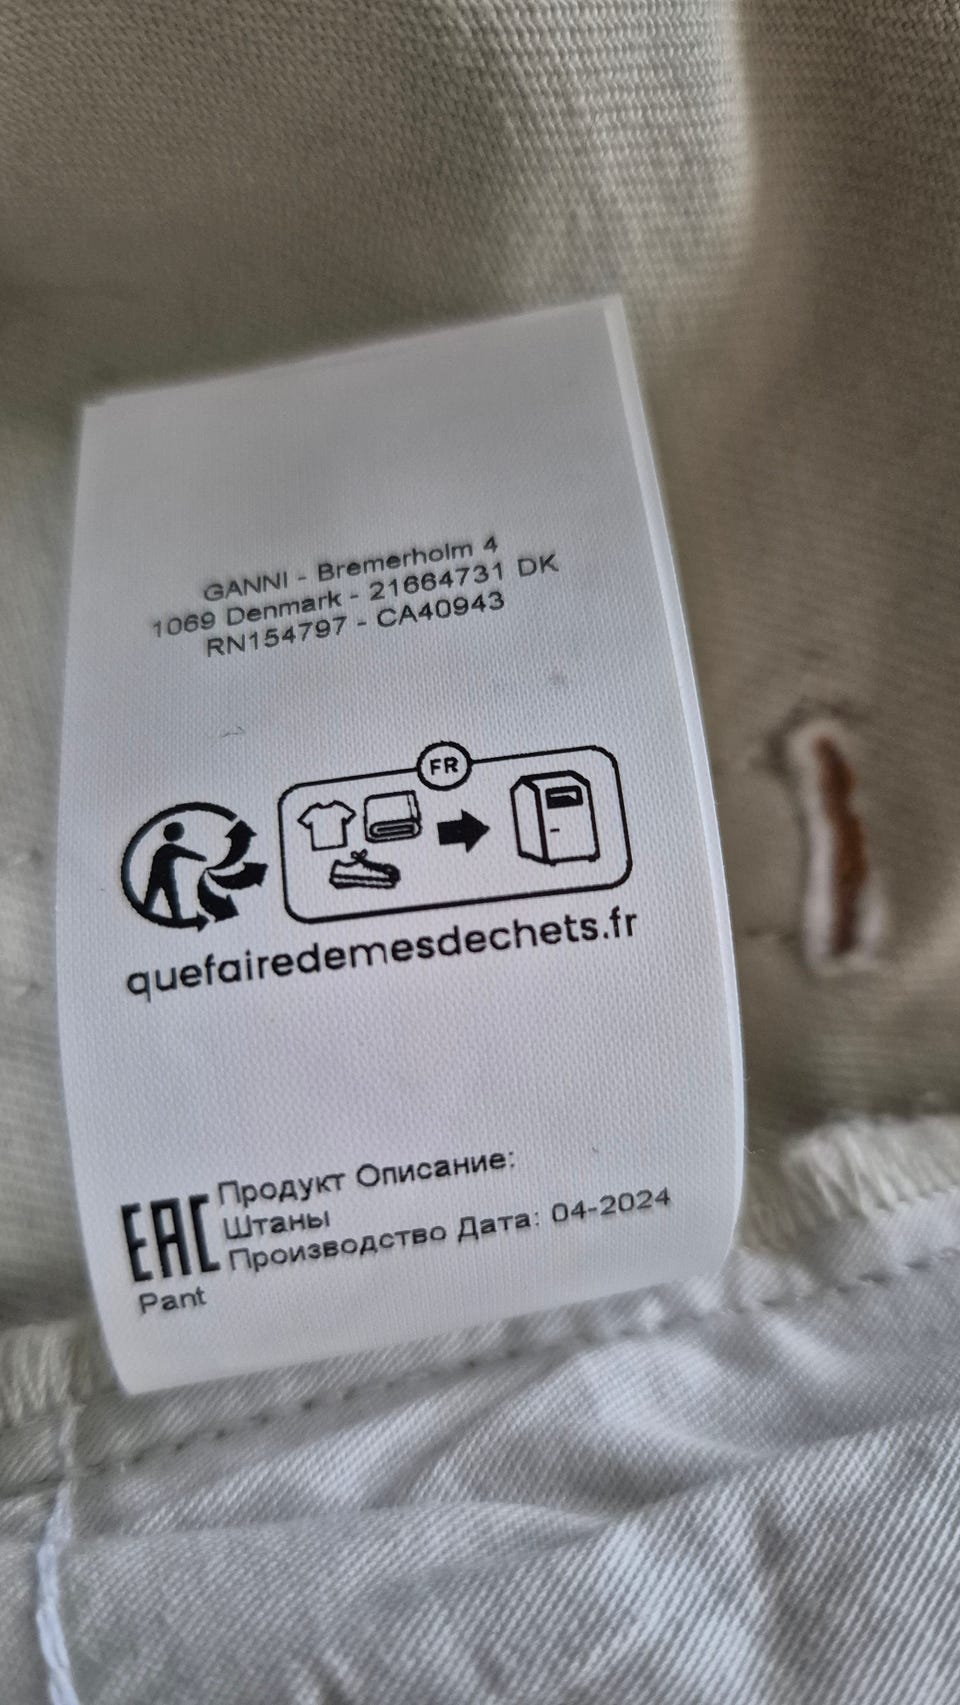 GANNI - Bremerholm 4
1069 Denmark - 21664731 DK
RN154797 - CA40943
FR
quefairedemesdechets.fr
EAC
Продукт Описание:
Штаны
Производство Дата: 04-2024
Pant